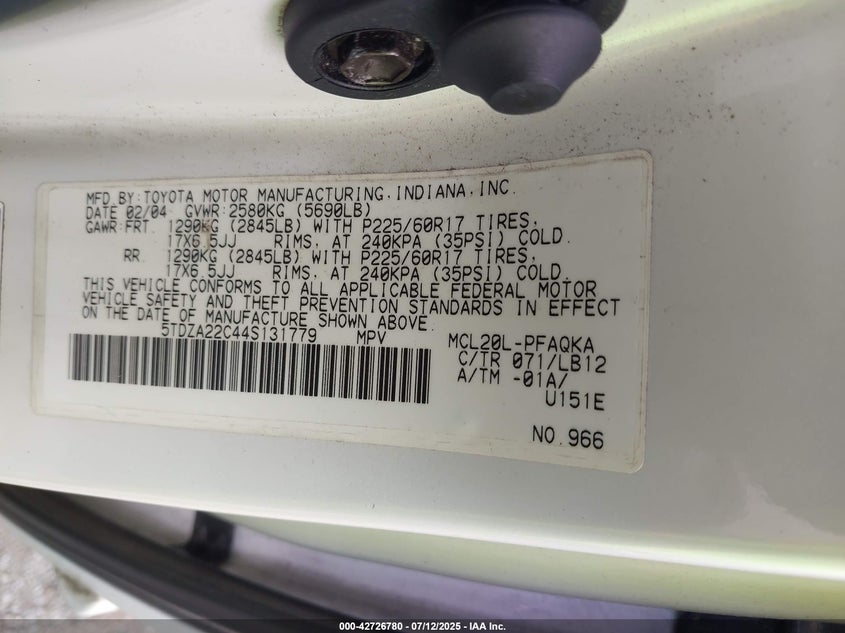 MFD.BY:TOYOTA MOTOR MANUFACTURING,INDIANA,INC.
DATE 02/04 GVWR:2580KG (5690LB)
GAWR:FRT. 1290KG (2845LB) WITH P225/60R17 TIRES,
17X6.5JJ RIMS, AT 240KPA (35PSI) COLD.
RR. 1290KG (2845LB) WITH P225/60R17 TIRES,
17X6.5JJ RIMS, AT 240KPA (35PSI) COLD.
THIS VEHICLE CONFORMS TO ALL APPLICABLE FEDERAL MOTOR
VEHICLE SAFETY AND THEFT PREVENTION STANDARDS IN EFFECT
ON THE DATE OF MANUFACTURE SHOWN ABOVE.
5TDZA22C44S131779 MPV MCL20L-PFAQKA
C/TR 071/LB12
A/TM -01A/
U151E
NO.966
000-42726780 - 07/12/2025 - IAA Inc.